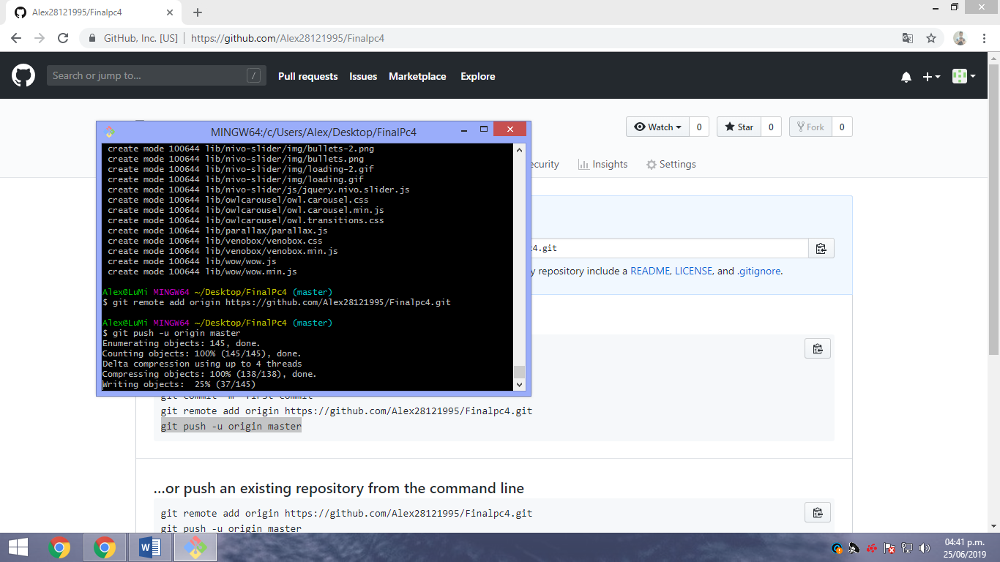 Alex28121995/Finalpc4
GitHub, Inc. [US]
https://github.com/Alex28121995/Finalpc4
Search or jump to...
/
Pull requests
Issues
Marketplace
Explore
Watch
0
Star
0
Fork
0
ecurity
Insights
Settings
MINGW64:/c/Users/Alex/Desktop/FinalPc4
create mode 100644 lib/nivo-slider/img/bullets-2.png
create mode 100644 lib/nivo-slider/img/bullets.png
create mode 100644 lib/nivo-slider/img/loading-2.gif
create mode 100644 lib/nivo-slider/img/loading.gif
create mode 100644 lib/nivo-slider/js/jquery.nivo.slider.js
create mode 100644 lib/owlcarousel/owl.carousel.css
create mode 100644 lib/owlcarousel/owl.carousel.min.js
create mode 100644 lib/owlcarousel/owl.transitions.css
create mode 100644 lib/parallax/parallax.js
create mode 100644 lib/venobox/venobox.css
create mode 100644 lib/venobox/venobox.min.js
create mode 100644 lib/wow/wow.js
create mode 100644 lib/wow/wow.min.js
Alex@LuMi MINGW64 ~/Desktop/FinalPc4 (master)
$ git remote add origin https://github.com/Alex28121995/Finalpc4.git
Alex@LuMi MINGW64 ~/Desktop/FinalPc4 (master)
$ git push -u origin master
Enumerating objects: 145, done.
Counting objects: 100% (145/145), done.
Delta compression using up to 4 threads
Compressing objects: 100% (138/138), done.
Writing objects:  25% (37/145)
4.git
y repository include a README, LICENSE, and .gitignore.
git commit -m "first commit"
git remote add origin https://github.com/Alex28121995/Finalpc4.git
git push -u origin master
…or push an existing repository from the command line
git remote add origin https://github.com/Alex28121995/Finalpc4.git
git push -u origin master
04:41 p.m.
25/06/2019